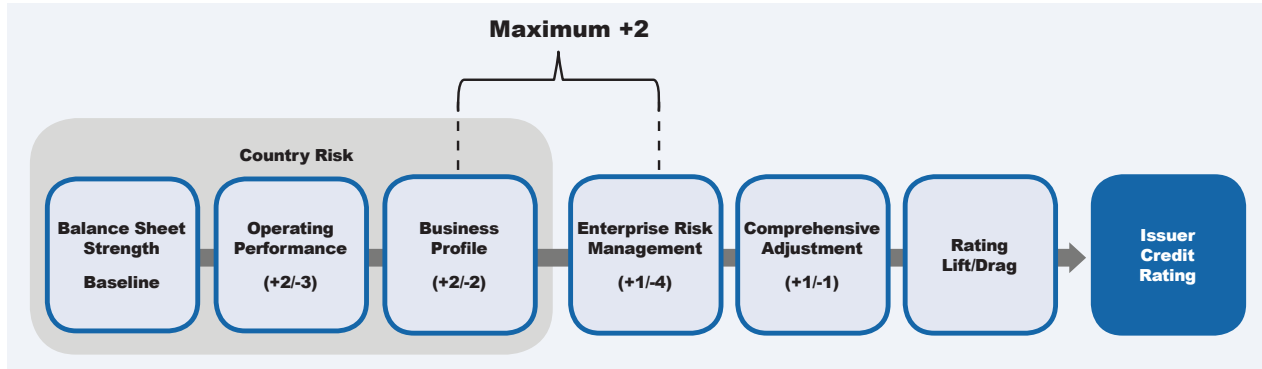 Maximum +2
Country Risk
Balance Sheet
Strength
Baseline
Operating
Performance
(+2/-3)
Business
Profile
(+2/-2)
Enterprise Risk
Management
(+1/-4)
Comprehensive
Adjustment
(+1/-1)
Rating
Lift/Drag
Issuer
Credit
Rating